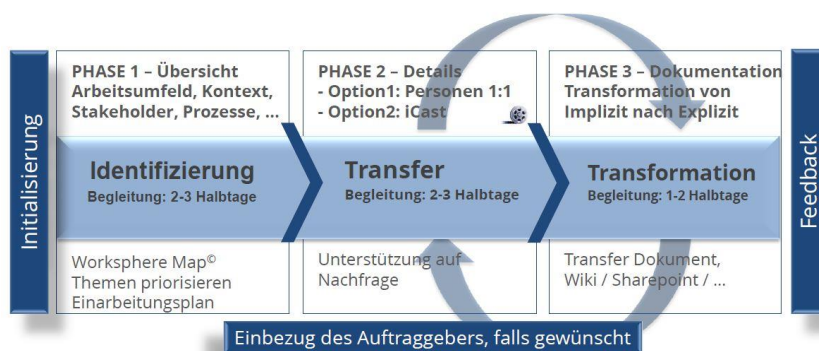 Initialisierung
PHASE 1 – Übersicht
Arbeitsumfeld, Kontext,
Stakeholder, Prozesse, ...
Identifizierung
Begleitung: 2-3 Halbtage
Worksphere Map©
Themen priorisieren
Einarbeitungsplan
PHASE 2 – Details
- Option1: Personen 1:1
- Option2: iCast
Transfer
Begleitung: 2-3 Halbtage
Unterstützung auf
Nachfrage
PHASE 3 – Dokumentation
Transformation von
Implizit nach Explizit
Transformation
Begleitung: 1-2 Halbtage
Transfer Dokument,
Wiki / Sharepoint / ...
Feedback
Einbezug des Auftraggebers, falls gewünscht